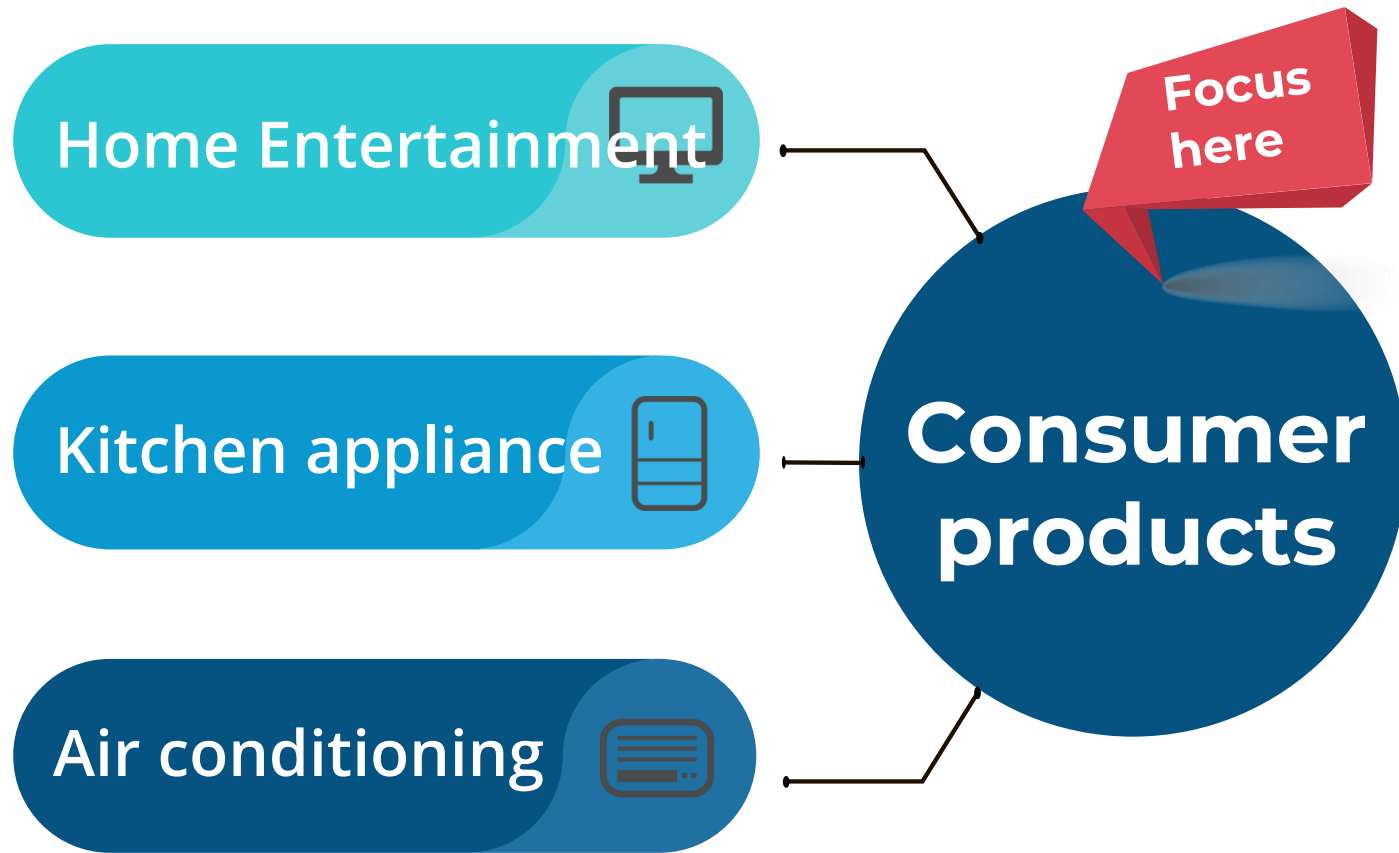 Home Entertainment
Focus
here
Kitchen appliance
Consumer
products
Air conditioning